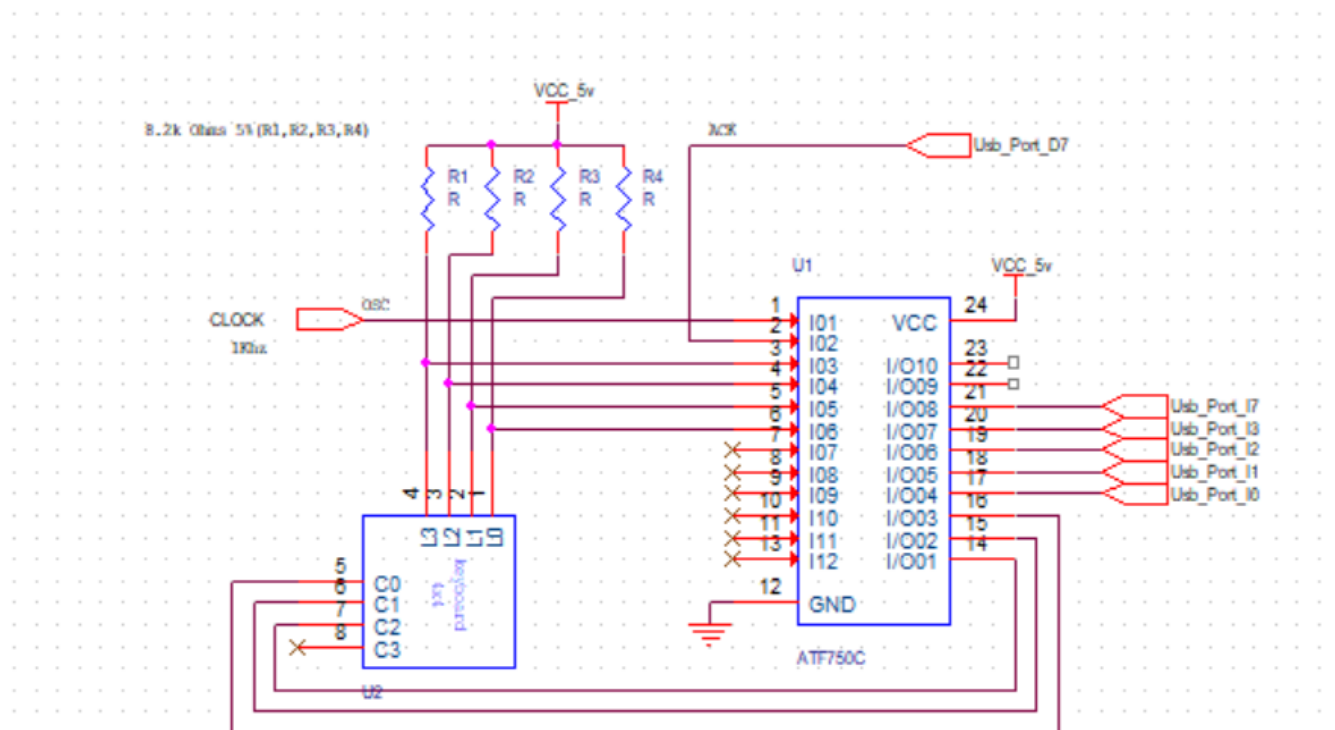 VCC_5v
8.2k Ohms 5%(R1,R2,R3,R4)
ACK
Usb_Port_D7
R1
R
R2
R
R3
R
R4
R
U1
VCC_5v
CLOCK
OSC
1Khz
1
2
3
4
5
6
7
8
9
10
11
13
12
I01
I02
I03
I04
I05
I06
I07
I08
I09
I10
I11
I12
GND
VCC
I/O10
I/O09
I/O08
I/O07
I/O06
I/O05
I/O04
I/O03
I/O02
I/O01
24
23
22
21
20
19
18
17
16
15
14
Usb_Port_I7
Usb_Port_I3
Usb_Port_I2
Usb_Port_I1
Usb_Port_I0
4
3
2
1
L3
L2
L1
L0
keyboard
4x4
5
6
7
8
C0
C1
C2
C3
U2
ATF750C